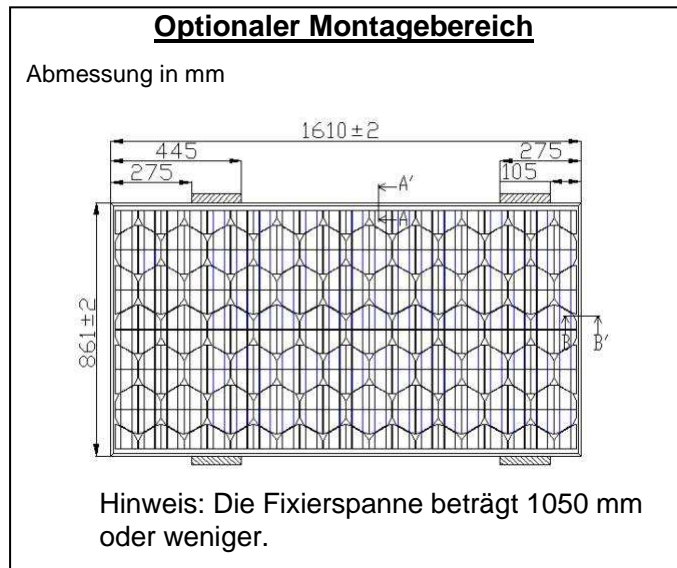 Optionaler Montagebereich
Abmessung in mm
1610±2
445
275
275
105
A'
A
861±2
B
B'
Hinweis: Die Fixierspanne beträgt 1050 mm
oder weniger.